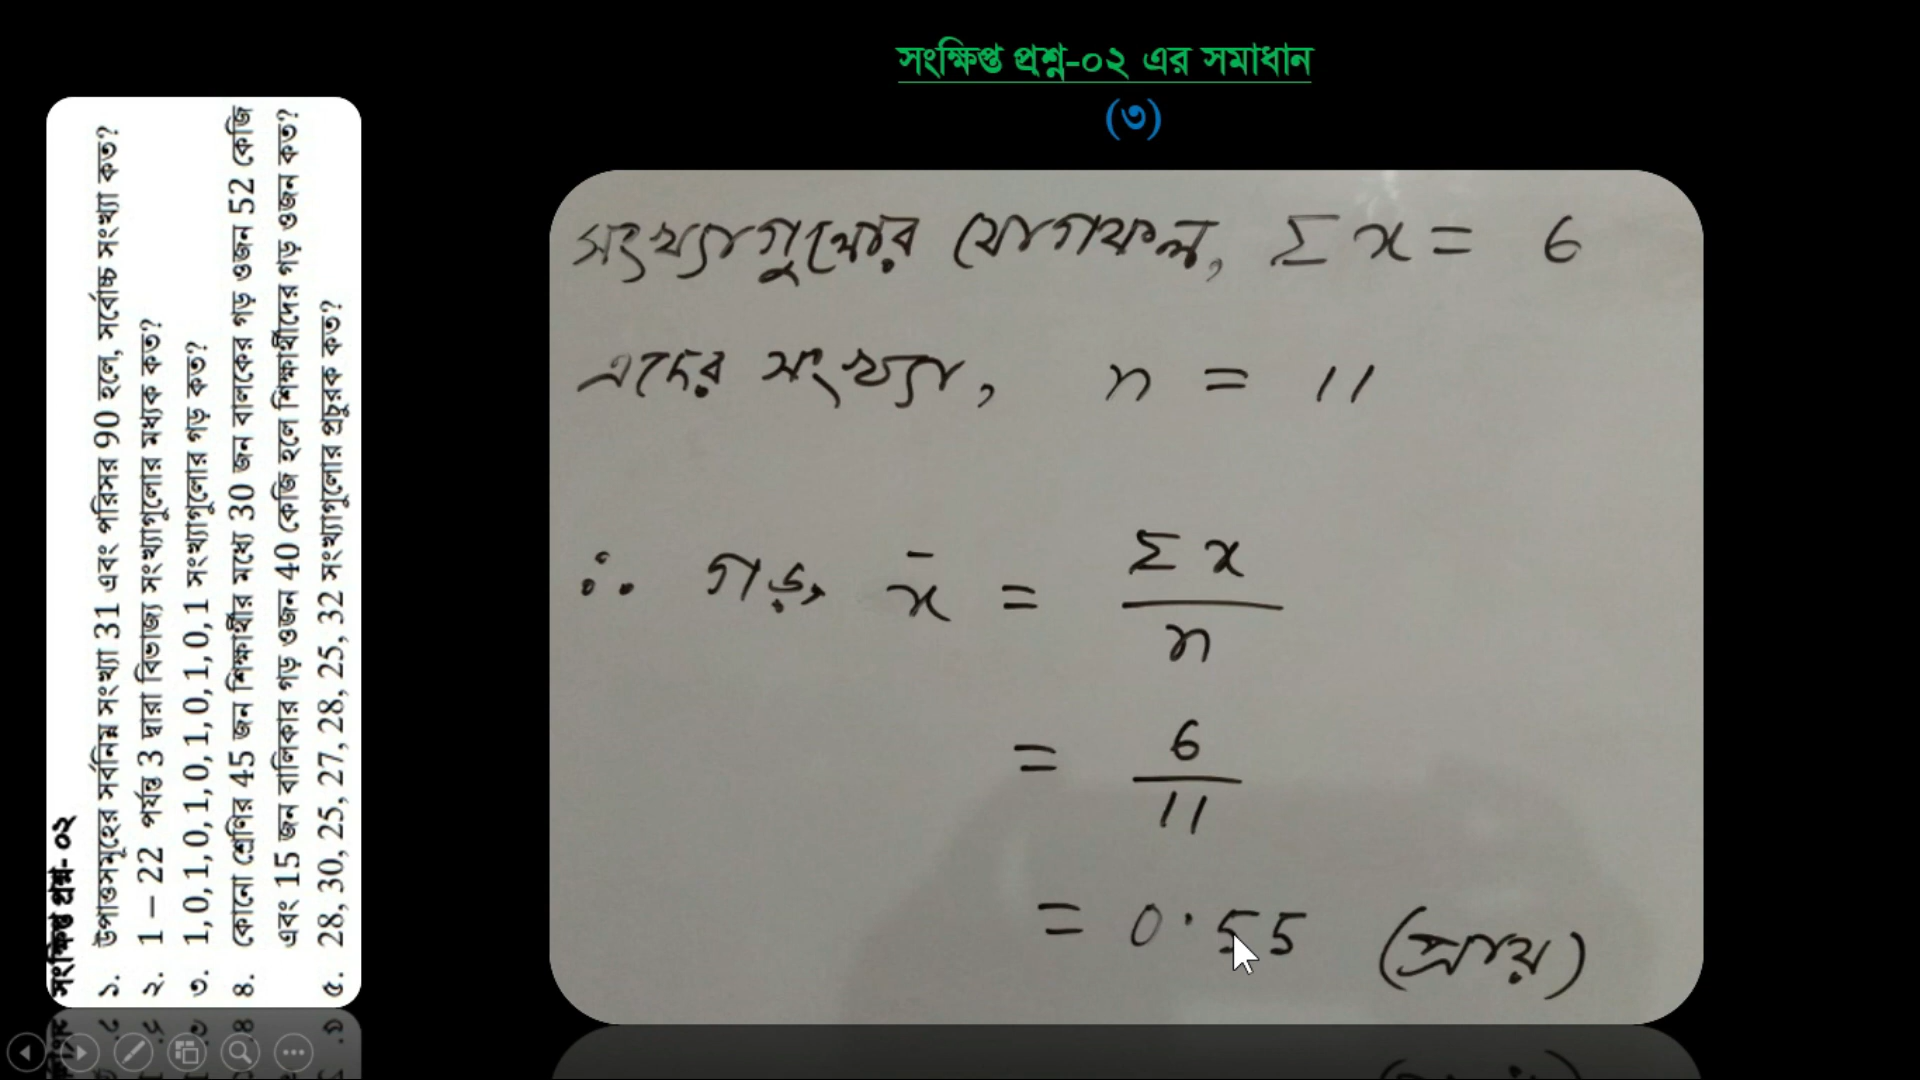 সংক্ষিপ্ত প্রশ্ন-০২ এর সমাধান
(৩)
সংক্ষিপ্ত প্রশ্ন- ০২
১. উপাত্তসমূহের সর্বনিম্ন সংখ্যা 31 এবং পরিসর 90 হলে, সর্বোচ্চ সংখ্যা কত?
২. 1 – 22 পর্যন্ত 3 দ্বারা বিভাজ্য সংখ্যাগুলোর মধ্যক কত?
৩. 1, 0, 1, 0, 1, 0, 1, 0, 1, 0, 1 সংখ্যাগুলোর গড় কত?
৪. কোনো শ্রেণির 45 জন শিক্ষার্থীর মধ্যে 30 জন বালকের গড় ওজন 52 কেজি
এবং 15 জন বালিকার গড় ওজন 40 কেজি হলে শিক্ষার্থীদের গড় ওজন কত?
৫. 28, 30, 25, 27, 28, 25, 32 সংখ্যাগুলোর প্রচুরক কত?
সংখ্যাগুলোর যোগফল, Σx = 6
এদের সংখ্যা, n = 11
∴ গড়, x̄ = Σx / n
= 6 / 11
= 0.55 (প্রায়)